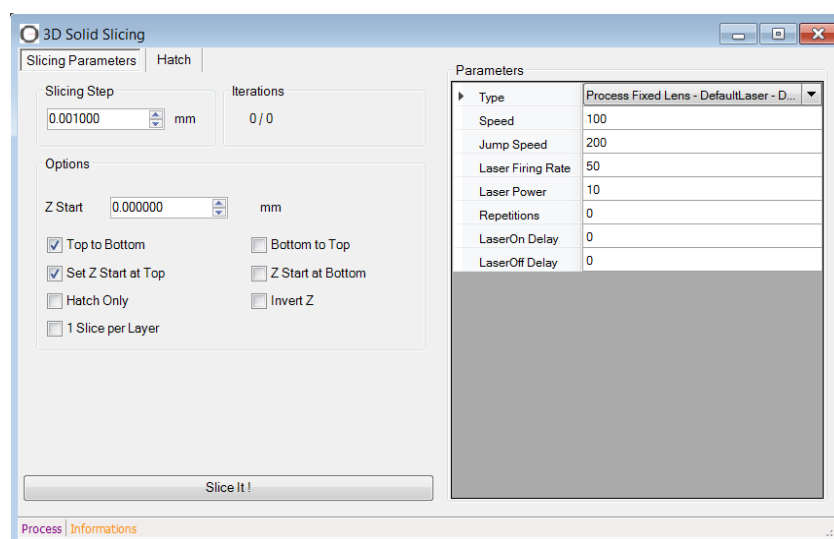 3D Solid Slicing
Slicing Parameters
Hatch
Slicing Step
0.001000
mm
Iterations
0 / 0
Options
Z Start
0.000000
mm
Top to Bottom
Bottom to Top
Set Z Start at Top
Z Start at Bottom
Hatch Only
Invert Z
1 Slice per Layer
Slice It !
Parameters
Type
Process Fixed Lens - DefaultLaser - D...
Speed
100
Jump Speed
200
Laser Firing Rate
50
Laser Power
10
Repetitions
0
LaserOn Delay
0
LaserOff Delay
0
Process
Informations